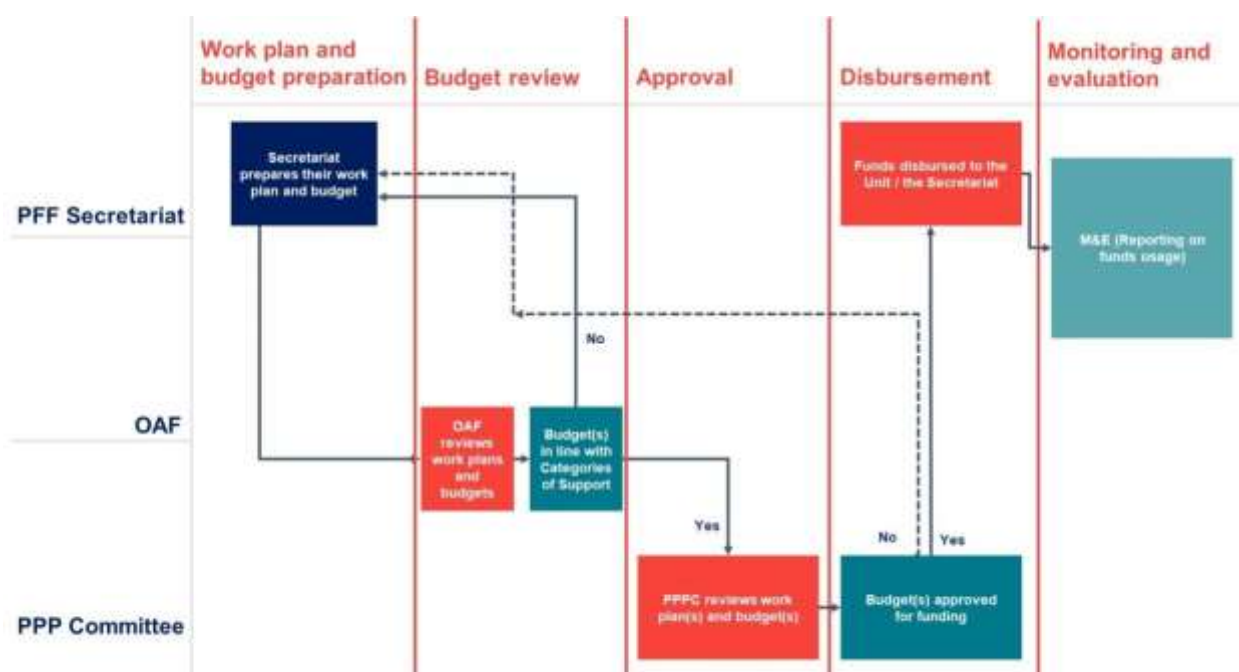 Work plan and
budget preparation
Budget review
Approval
Disbursement
Monitoring and
evaluation
PFF Secretariat
Secretariat
prepares their work
plan and budget
Funds disbursed to the
Unit / the Secretariat
M&E (Reporting on
funds usage)
No
OAF
OAF
reviews
work plans
and
budgets
Budget(s)
in line with
Categories
of Support
Yes
No
Yes
PPP Committee
PPPC reviews work
plan(s) and budget(s)
Budget(s) approved
for funding